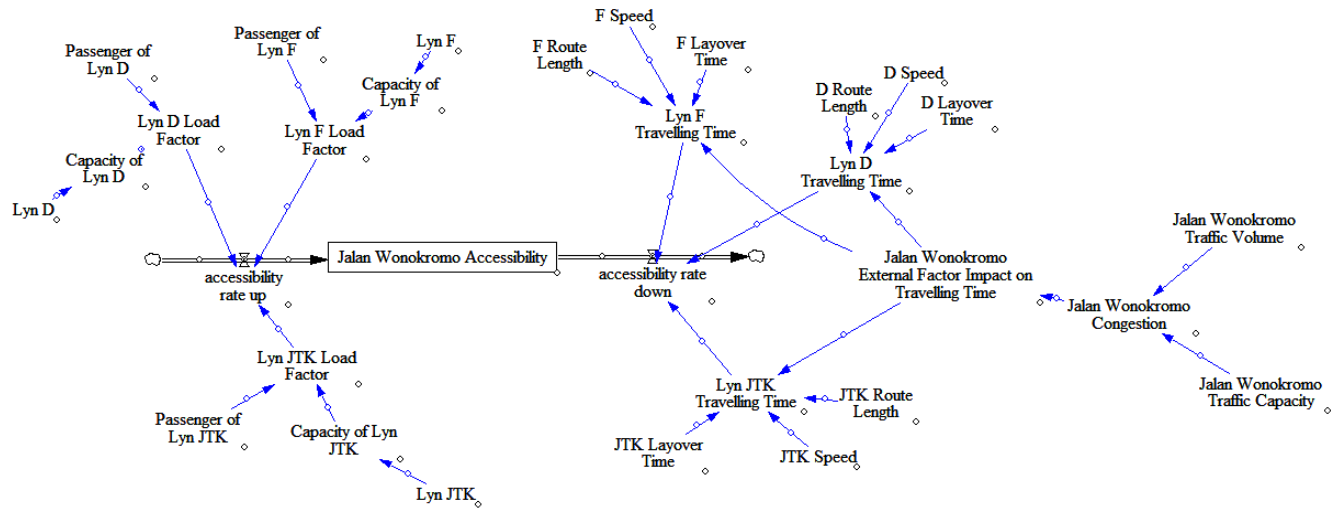 F Speed
Passenger of
Lyn D
Passenger of
Lyn F
Lyn F
F Route
Length
F Layover
Time
Capacity of
Lyn F
D Speed
D Route
Length
D Layover
Time
Lyn D Load
Factor
Lyn F Load
Factor
Lyn F
Travelling Time
Capacity of
Lyn D
Lyn D
Lyn D
Travelling Time
Jalan Wonokromo
Traffic Volume
Jalan Wonokromo Accessibility
accessibility
rate up
accessibility rate
down
Jalan Wonokromo
External Factor Impact on
Travelling Time
Jalan Wonokromo
Congestion
Lyn JTK Load
Factor
Lyn JTK
Travelling Time
Jalan Wonokromo
Traffic Capacity
Passenger of
Lyn JTK
Capacity of Lyn
JTK
JTK Route
Length
JTK Layover
Time
JTK Speed
Lyn JTK